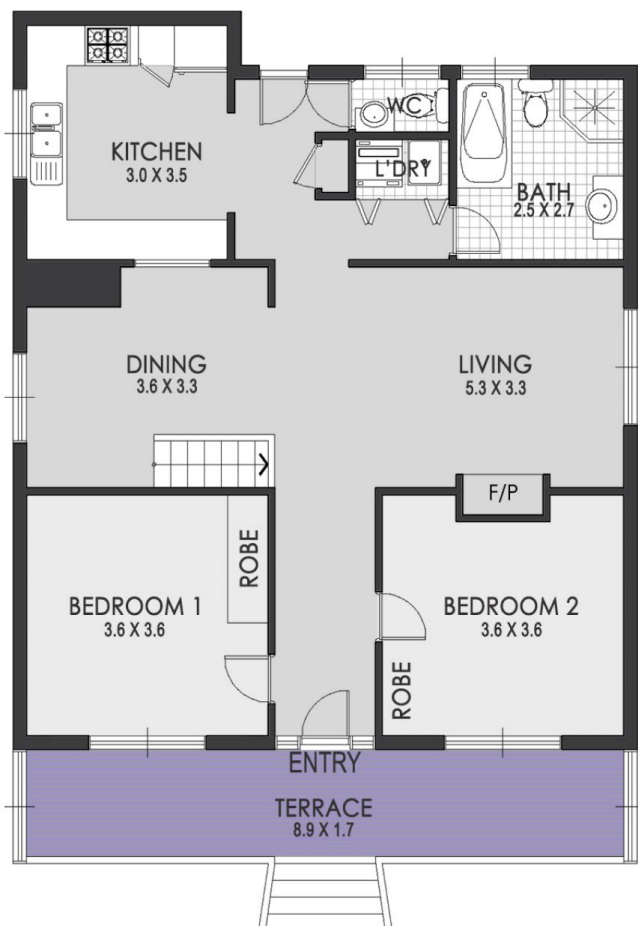 WC
KITCHEN
3.0 X 3.5
L'DRY
BATH
2.5 X 2.7
DINING
3.6 X 3.3
LIVING
5.3 X 3.3
F/P
ROBE
BEDROOM 1
3.6 X 3.6
BEDROOM 2
3.6 X 3.6
ROBE
ENTRY
TERRACE
8.9 X 1.7